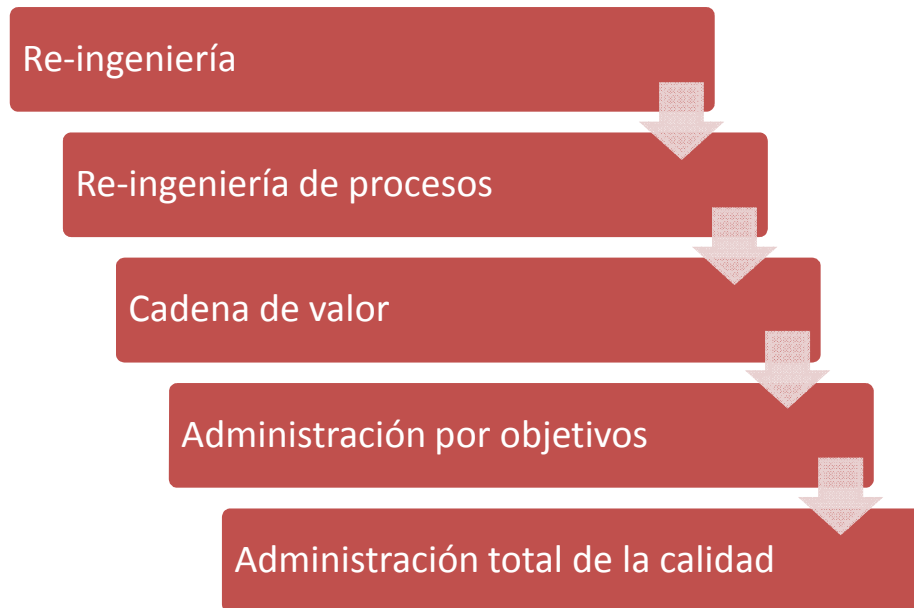 Re-ingeniería
Re-ingeniería de procesos
Cadena de valor
Administración por objetivos
Administración total de la calidad